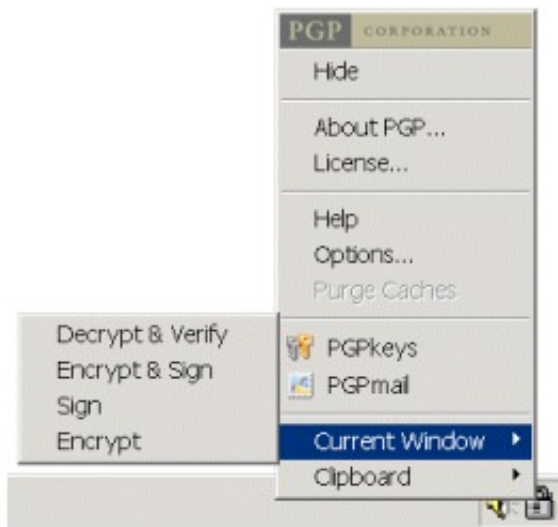 PGP CORPORATION
Hide
About PGP...
License...
Help
Options...
Purge Caches
PGPkeys
PGPmail
Current Window
Clipboard
Decrypt & Verify
Encrypt & Sign
Sign
Encrypt